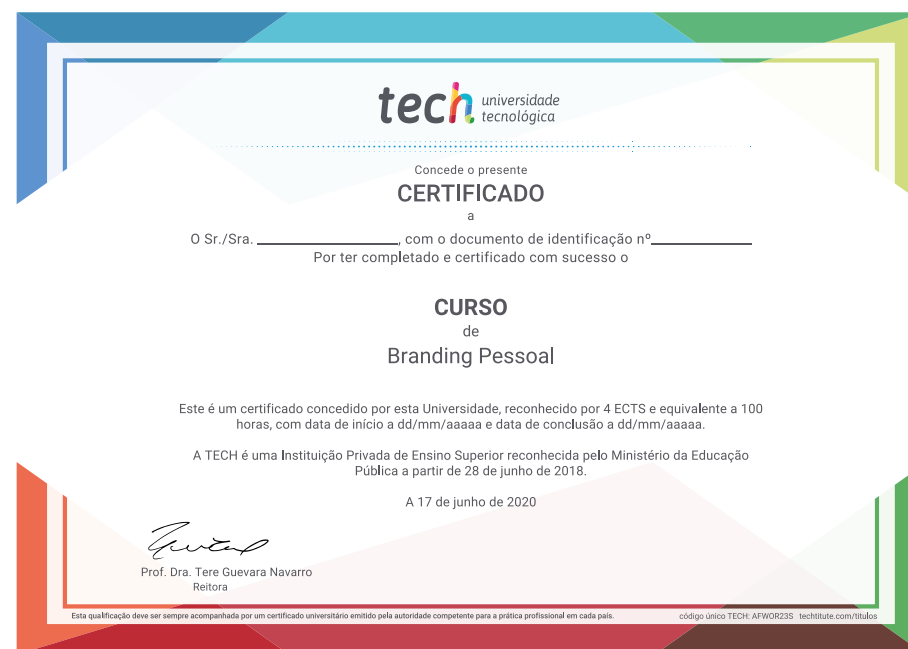 tech universidade
tecnológica
Concede o presente
CERTIFICADO
a
O Sr./Sra. ________________, com o documento de identificação nº____________
Por ter completado e certificado com sucesso o
CURSO
de
Branding Pessoal
Este é um certificado concedido por esta Universidade, reconhecido por 4 ECTS e equivalente a 100
horas, com data de início a dd/mm/aaaaa e data de conclusão a dd/mm/aaaaa.
A TECH é uma Instituição Privada de Ensino Superior reconhecida pelo Ministério da Educação
Pública a partir de 28 de junho de 2018.
A 17 de junho de 2020
Prof. Dra. Tere Guevara Navarro
Reitora
Esta qualificação deve ser sempre acompanhada por um certificado universitário emitido pela autoridade competente para a prática profissional em cada país.
código único TECH: AFWOR23S techtitute.com/titulos